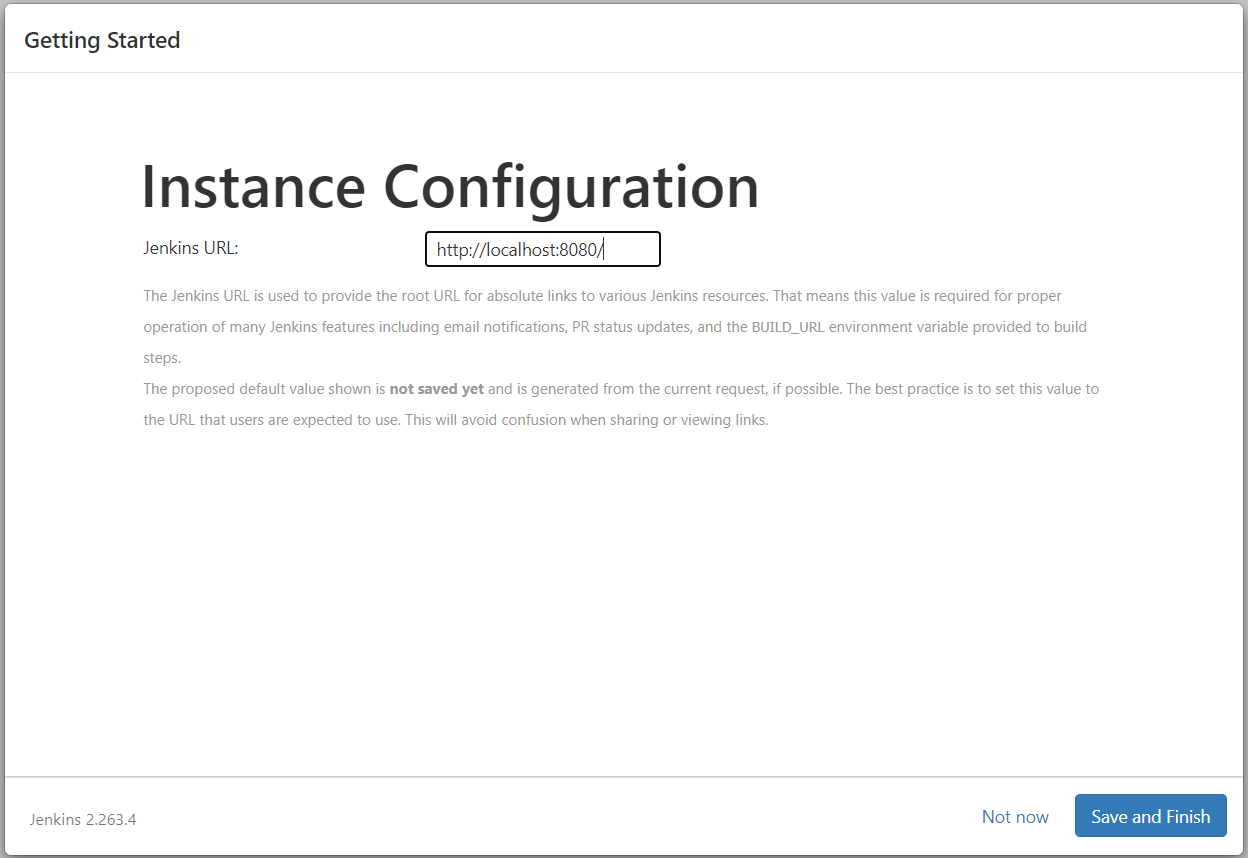 Getting Started
Instance Configuration
Jenkins URL:
http://localhost:8080/
The Jenkins URL is used to provide the root URL for absolute links to various Jenkins resources. That means this value is required for proper
operation of many Jenkins features including email notifications, PR status updates, and the BUILD_URL environment variable provided to build
steps.
The proposed default value shown is not saved yet and is generated from the current request, if possible. The best practice is to set this value to
the URL that users are expected to use. This will avoid confusion when sharing or viewing links.
Jenkins 2.263.4
Not now
Save and Finish